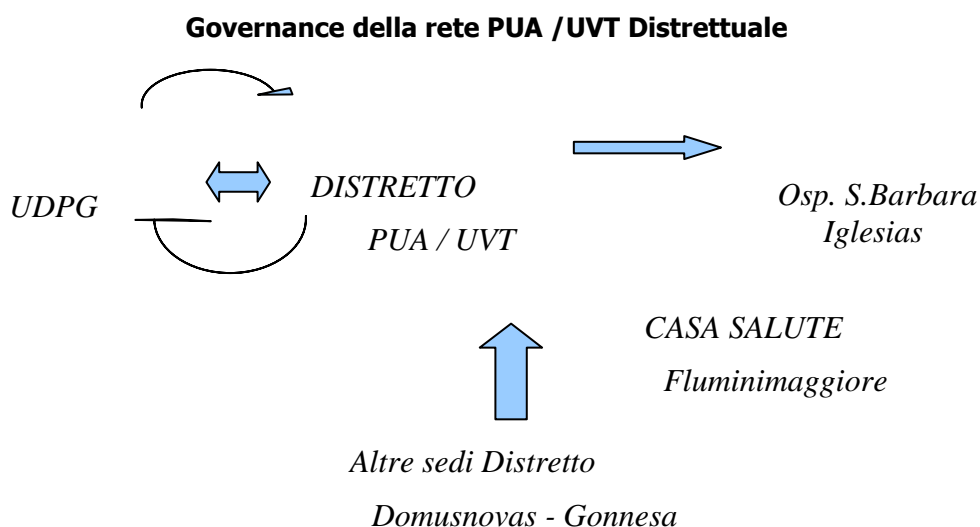 Governance della rete PUA /UVT Distrettuale
UDPG
DISTRETTO
PUA / UVT
Osp. S.Barbara
Iglesias
CASA SALUTE
Fluminimaggiore
Altre sedi Distretto
Domusnovas - Gonnesa